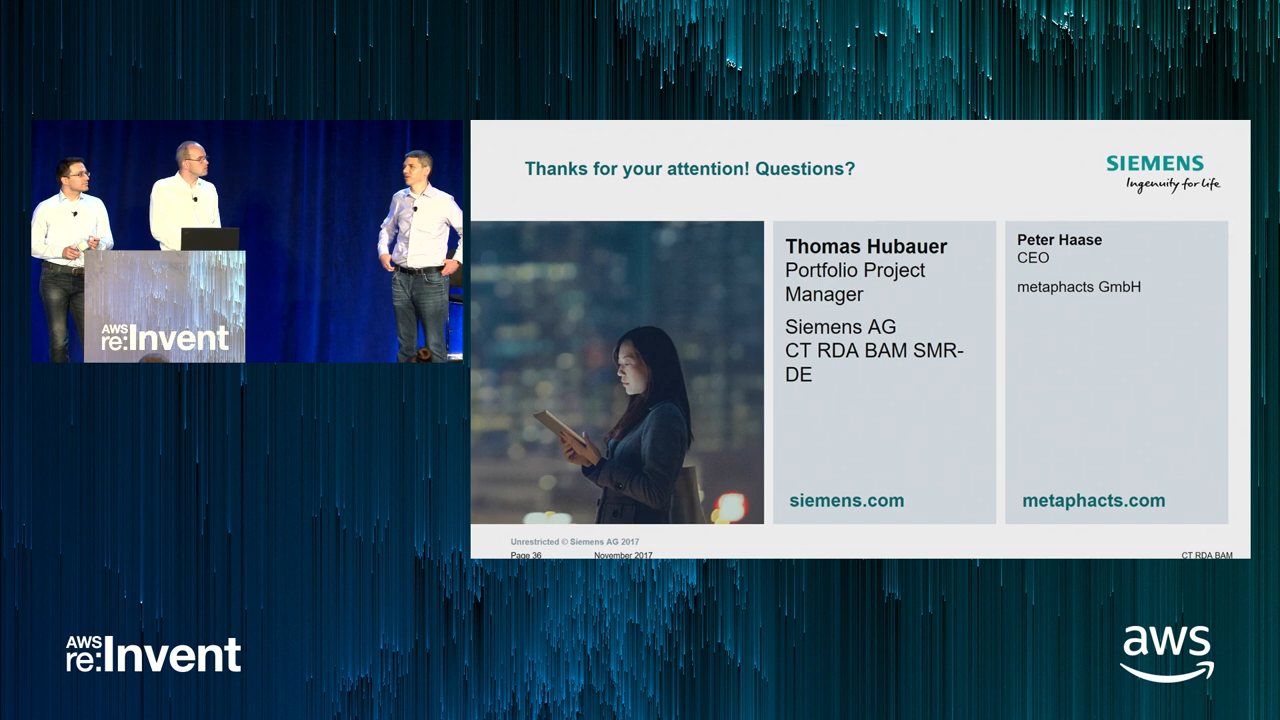 Thanks for your attention! Questions?
SIEMENS
Ingenuity for life
Thomas Hubauer
Portfolio Project
Manager
Siemens AG
CT RDA BAM SMR-
DE
siemens.com
Peter Haase
CEO
metaphacts GmbH
metaphacts.com
Unrestricted © Siemens AG 2017
Page 36
November 2017
CT RDA BAM
AWS
re:Invent
AWS
re:Invent
aws